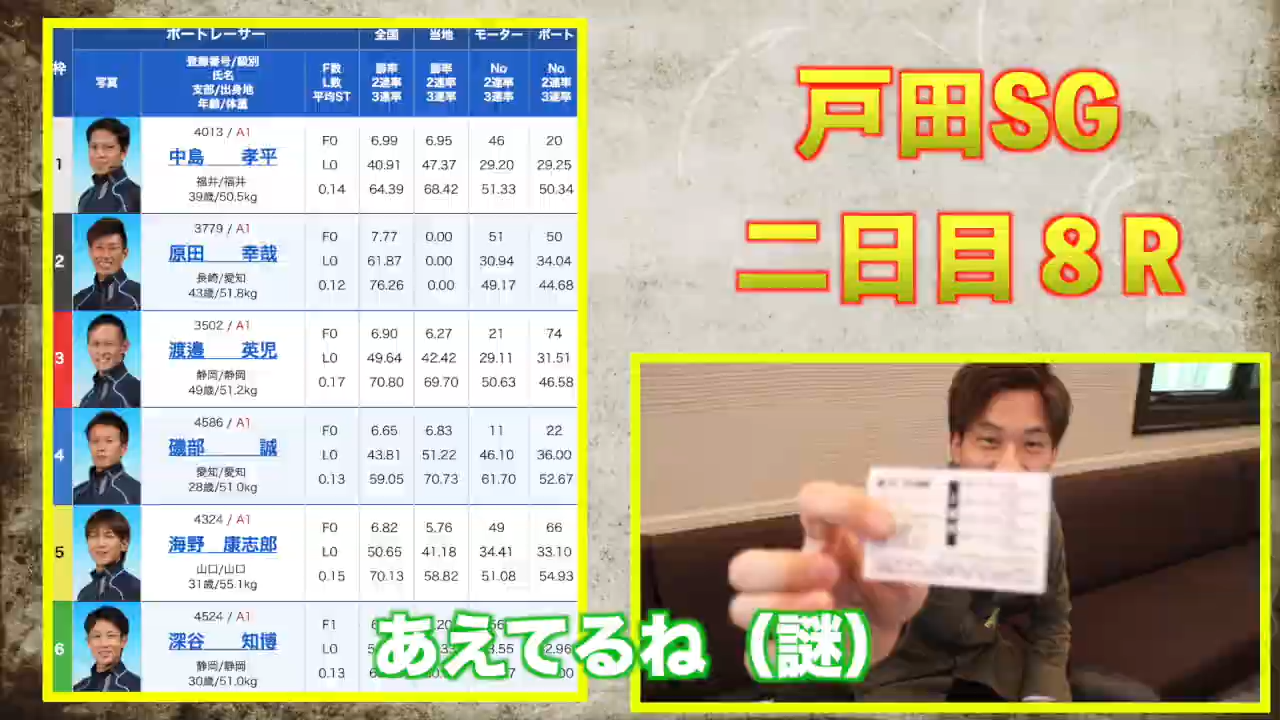 ボートレーサー 全国 当地 モーター ボート
枠 写真 登録番号/級別 氏名 支部/出身地 年齢/体重 F数 L数 平均ST 勝率 2連率 3連率 勝率 2連率 3連率 No 2連率 3連率 No 2連率 3連率
1 4013 / A1 F0 6.99 6.95 46 20
中島 孝平 L0 40.91 47.37 29.20 29.25
福井/福井 0.14 64.39 68.42 51.33 50.34
39歳/50.5kg
2 3779 / A1 F0 7.77 0.00 51 50
原田 幸哉 L0 61.87 0.00 30.94 34.04
長崎/愛知 0.12 76.26 0.00 49.17 44.68
43歳/51.8kg
3 3502 / A1 F0 6.90 6.27 21 74
渡邉 英児 L0 49.64 42.42 29.11 31.51
静岡/静岡 0.17 70.80 69.70 50.63 46.58
49歳/51.2kg
4 4586 / A1 F0 6.65 6.83 11 22
磯部 誠 L0 43.81 51.22 46.10 36.00
愛知/愛知 0.13 59.05 70.73 61.70 52.67
28歳/51.0kg
5 4324 / A1 F0 6.82 5.76 49 66
海野 康志郎 L0 50.65 41.18 34.41 33.10
山口/山口 0.15 70.13 58.82 51.08 54.93
31歳/55.1kg
6 4524 / A1 F1
深谷 知博 L0
静岡/静岡 0.13
30歳/51.0kg
戸田SG
二日目8R
あえてるね(謎)